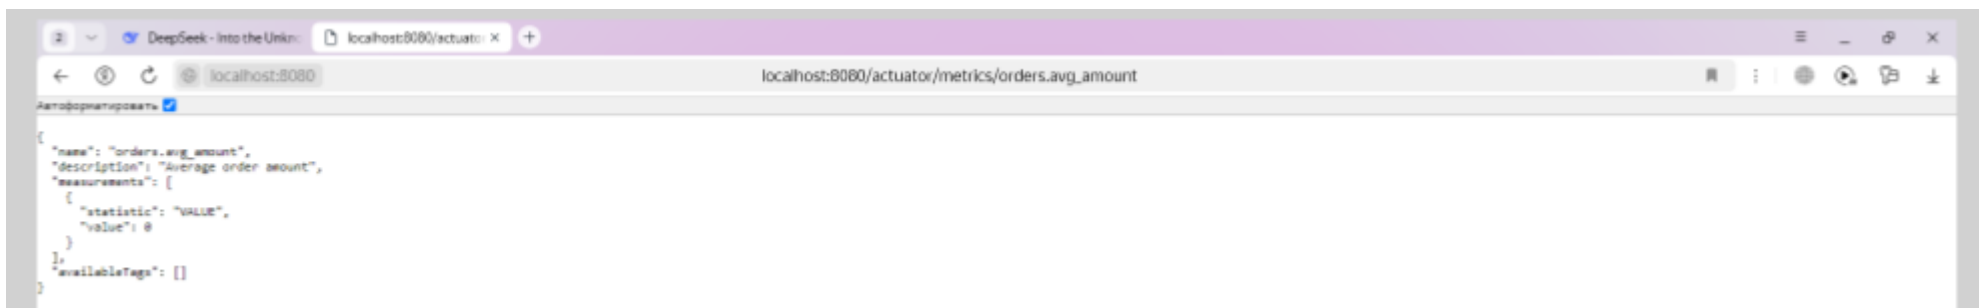 2 DeepSeek - Into the Unkn localhost:8080/actuato
localhost:8080 localhost:8080/actuator/metrics/orders.avg_amount
Автоформатировать
{
"name": "orders.avg_amount",
"description": "Average order amount",
"measurements": [
{
"statistic": "VALUE",
"value": 0
}
],
"availableTags": []
}